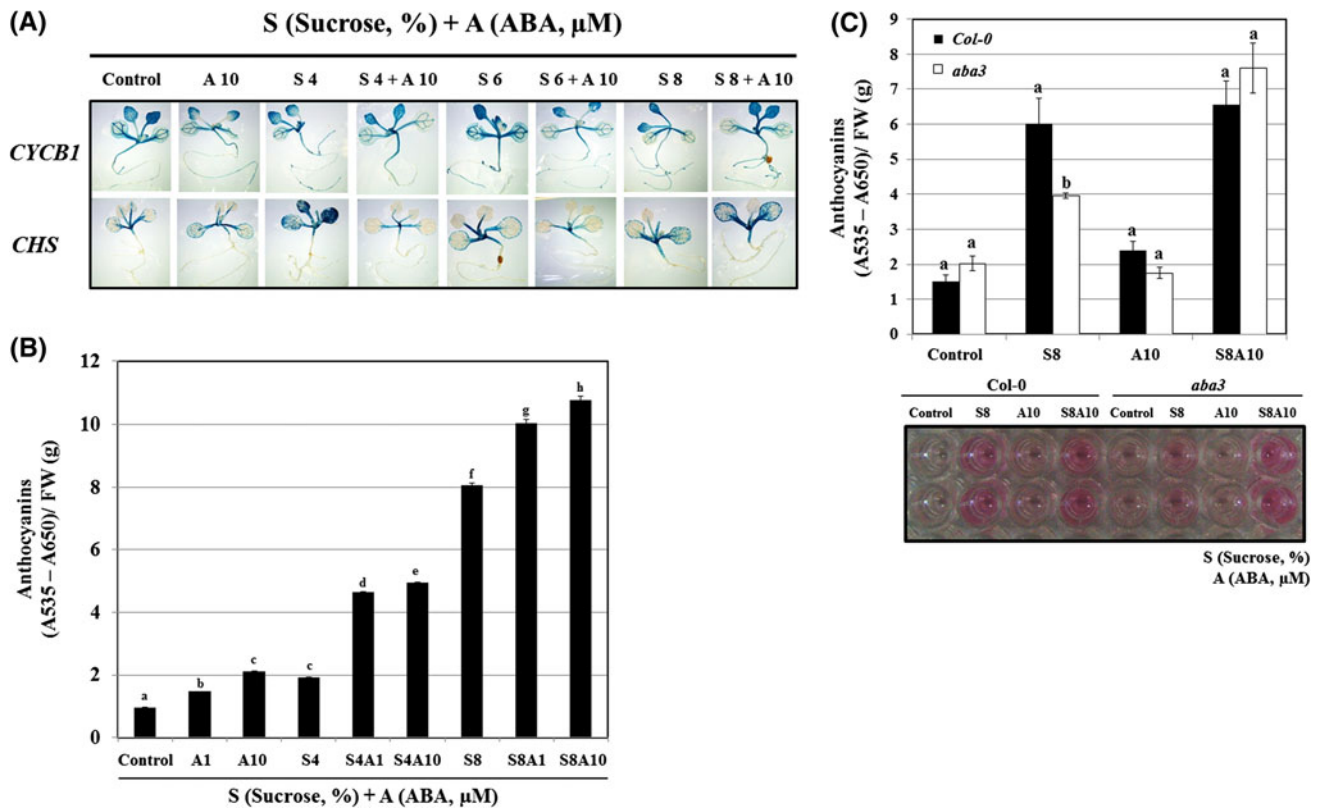 (A)
S (Sucrose, %) + A (ABA, µM)
Control A 10 S 4 S 4 + A 10 S 6 S 6 + A 10 S 8 S 8 + A 10
CYCB1
CHS
(B)
Anthocyanins
(A535 – A650)/ FW (g)
12
10
8
6
4
2
0
a b c c d e f g h
Control A1 A10 S4 S4A1 S4A10 S8 S8A1 S8A10
S (Sucrose, %) + A (ABA, µM)
(C)
Anthocyanins
(A535 – A650)/ FW (g)
9
8
7
6
5
4
3
2
1
0
Col-0
aba3
a a a b a a a a
Control S8 A10 S8A10
Col-0 aba3
Control S8 A10 S8A10 Control S8 A10 S8A10
S (Sucrose, %)
A (ABA, µM)